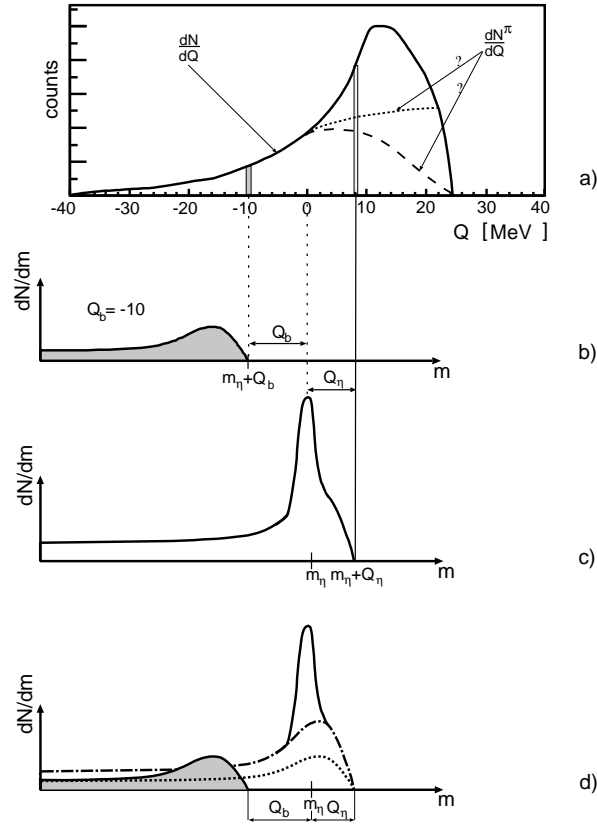 counts
dN
dQ
dN^π
dQ
?
?
-40 -30 -20 -10 0 10 20 30 40
Q [ MeV ]
a)
dN/dm
Q_b= -10
Q_b
m
m_η+Q_b
b)
Q_η
dN/dm
m_η m_η+Q_η
m
c)
dN/dm
m
Q_b m_η Q_η
d)